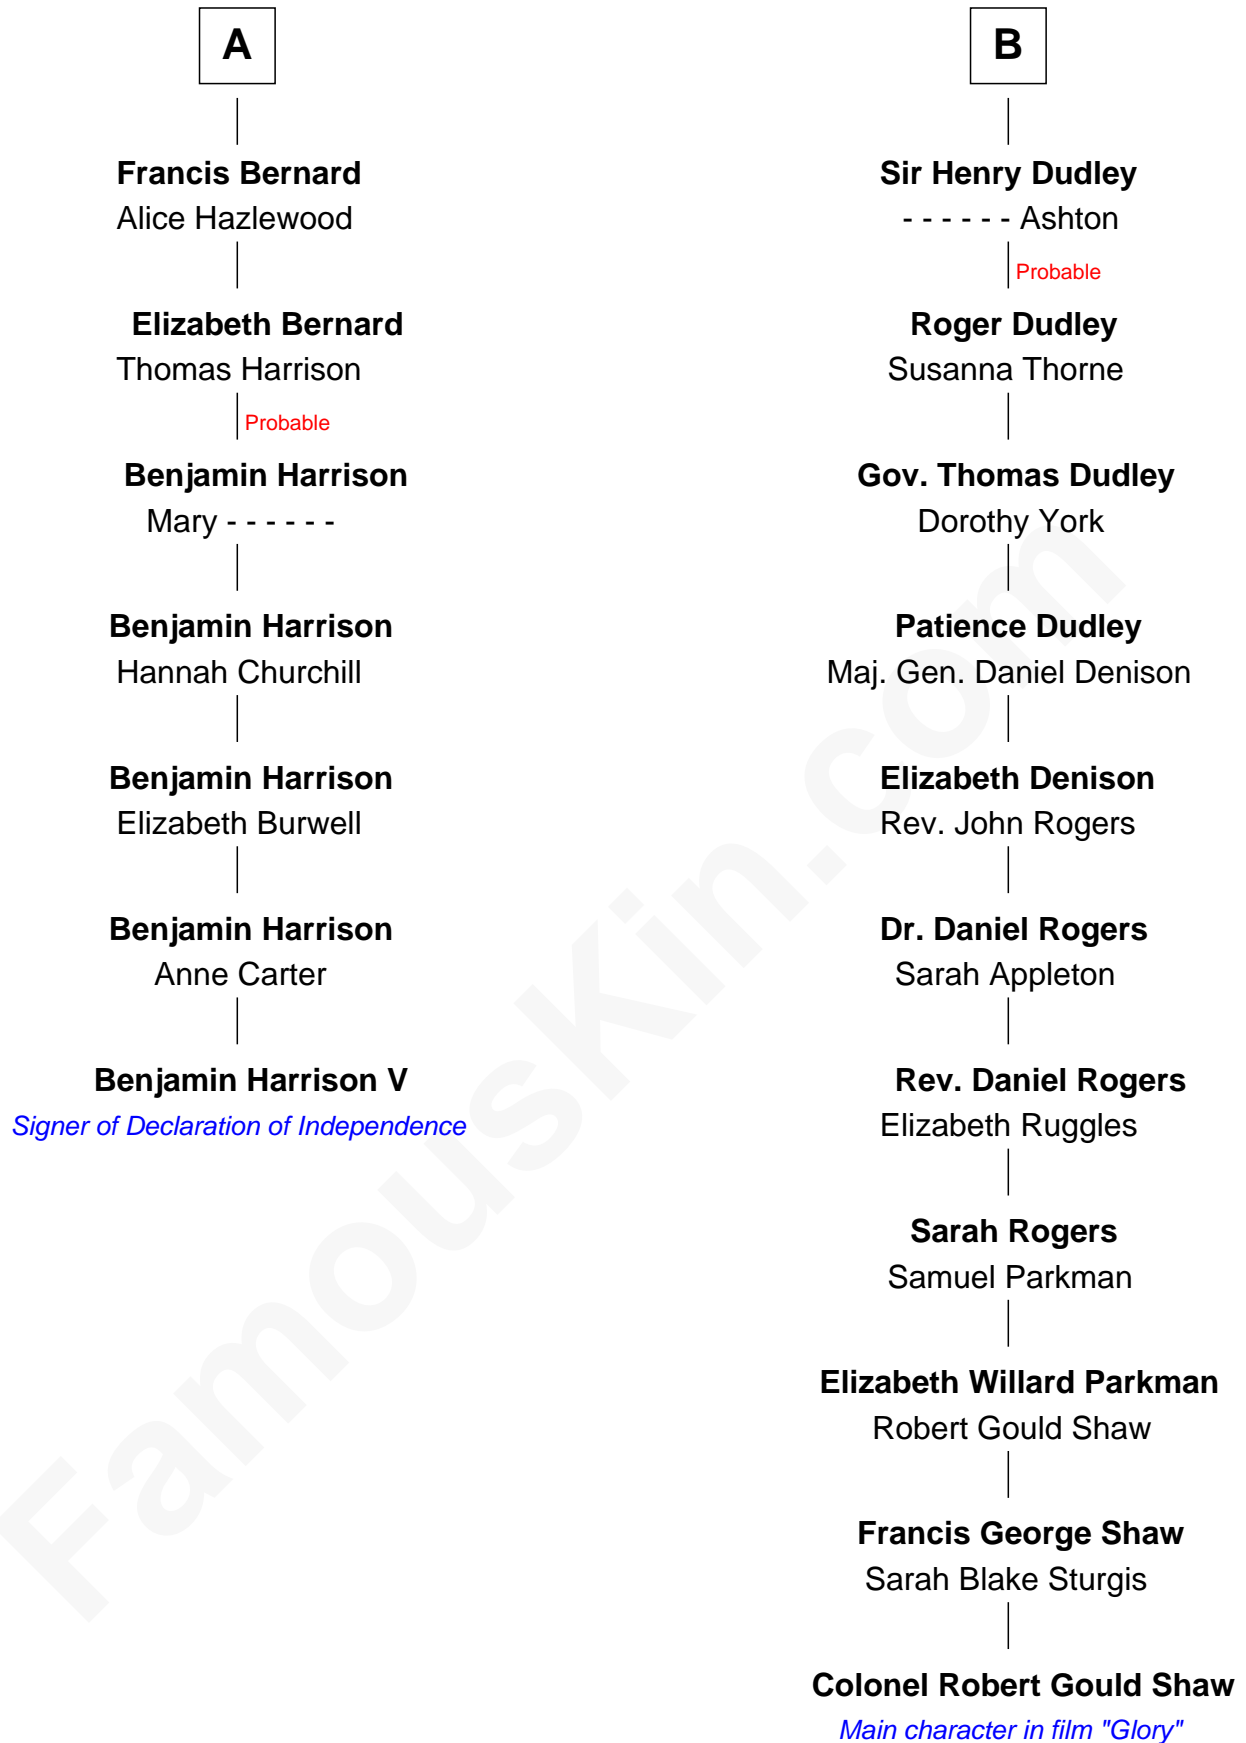 A
Francis Bernard
Alice Hazlewood
Elizabeth Bernard
Thomas Harrison
Probable
Benjamin Harrison
Mary - - - - - -
Benjamin Harrison
Hannah Churchill
Benjamin Harrison
Elizabeth Burwell
Benjamin Harrison
Anne Carter
Benjamin Harrison V
Signer of Declaration of Independence
B
Sir Henry Dudley
- - - - - - Ashton
Probable
Roger Dudley
Susanna Thorne
Gov. Thomas Dudley
Dorothy York
Patience Dudley
Maj. Gen. Daniel Denison
Elizabeth Denison
Rev. John Rogers
Dr. Daniel Rogers
Sarah Appleton
Rev. Daniel Rogers
Elizabeth Ruggles
Sarah Rogers
Samuel Parkman
Elizabeth Willard Parkman
Robert Gould Shaw
Francis George Shaw
Sarah Blake Sturgis
Colonel Robert Gould Shaw
Main character in film "Glory"
FamousKin.com